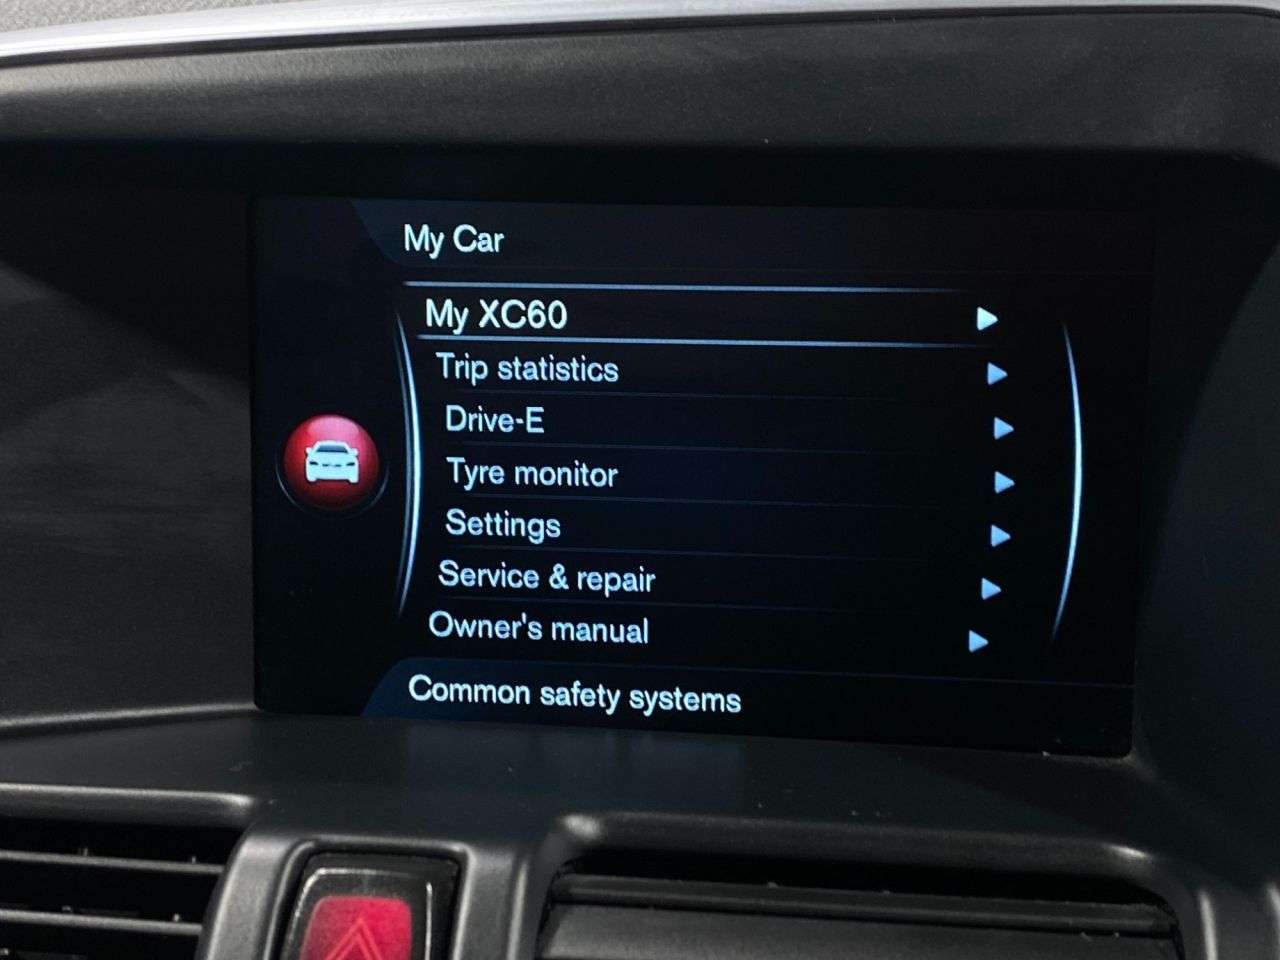 My Car
My XC60
Trip statistics
Drive-E
Tyre monitor
Settings
Service & repair
Owner's manual
Common safety systems